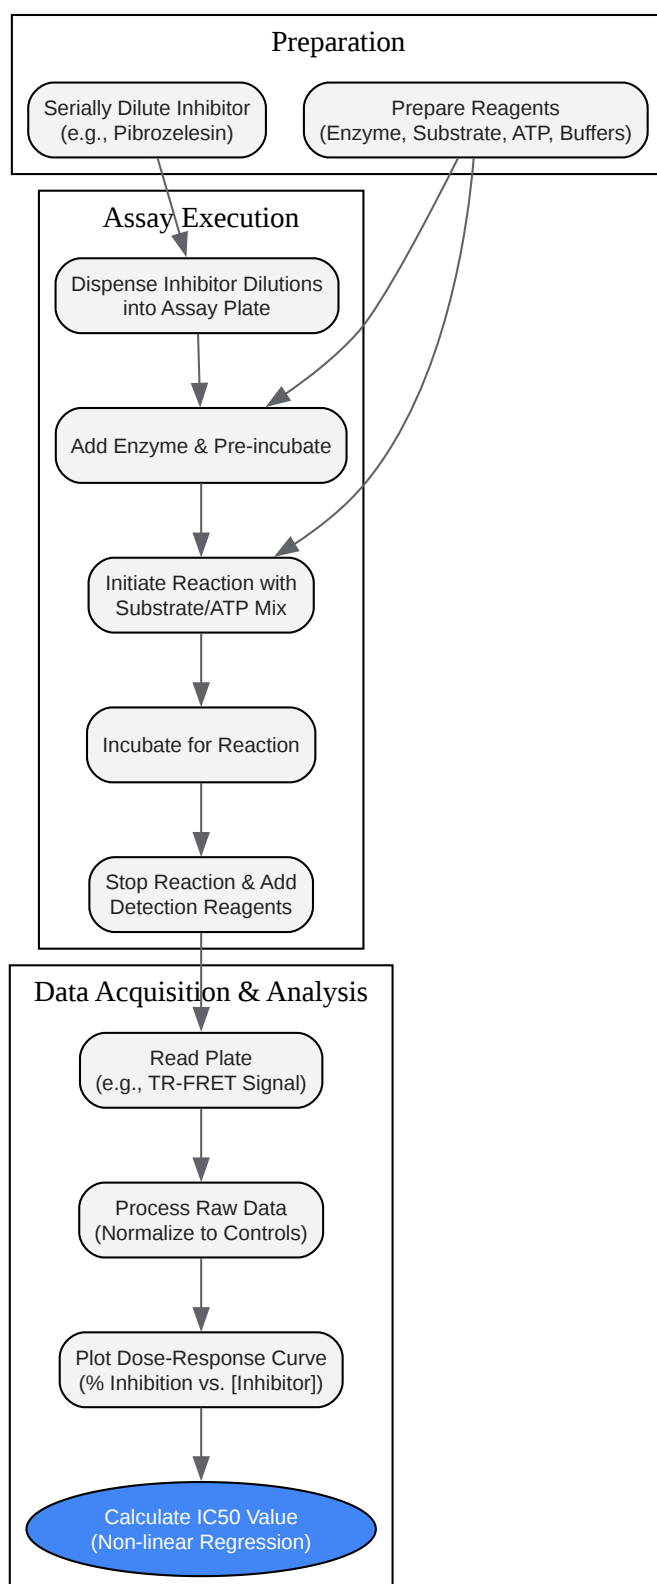 Preparation
Serially Dilute Inhibitor
(e.g., Pibrozelesin)
Prepare Reagents
(Enzyme, Substrate, ATP, Buffers)
Assay Execution
Dispense Inhibitor Dilutions
into Assay Plate
Add Enzyme & Pre-incubate
Initiate Reaction with
Substrate/ATP Mix
Incubate for Reaction
Stop Reaction & Add
Detection Reagents
Data Acquisition & Analysis
Read Plate
(e.g., TR-FRET Signal)
Process Raw Data
(Normalize to Controls)
Plot Dose-Response Curve
(% Inhibition vs. [Inhibitor])
Calculate IC50 Value
(Non-linear Regression)